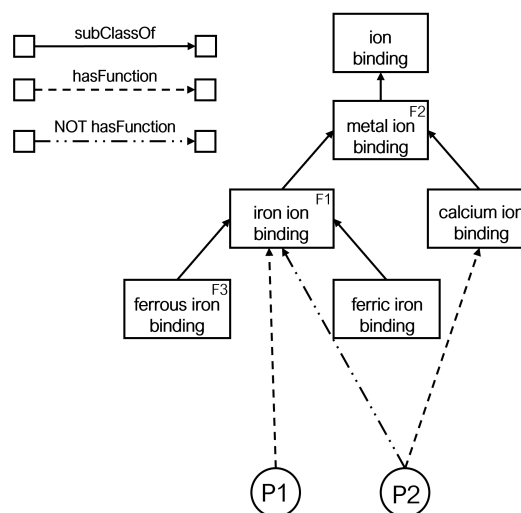 subClassOf
hasFunction
NOT hasFunction
ion
binding
F2
metal ion
binding
F1
iron ion
binding
calcium ion
binding
F3
ferrous iron
binding
ferric iron
binding
P1
P2